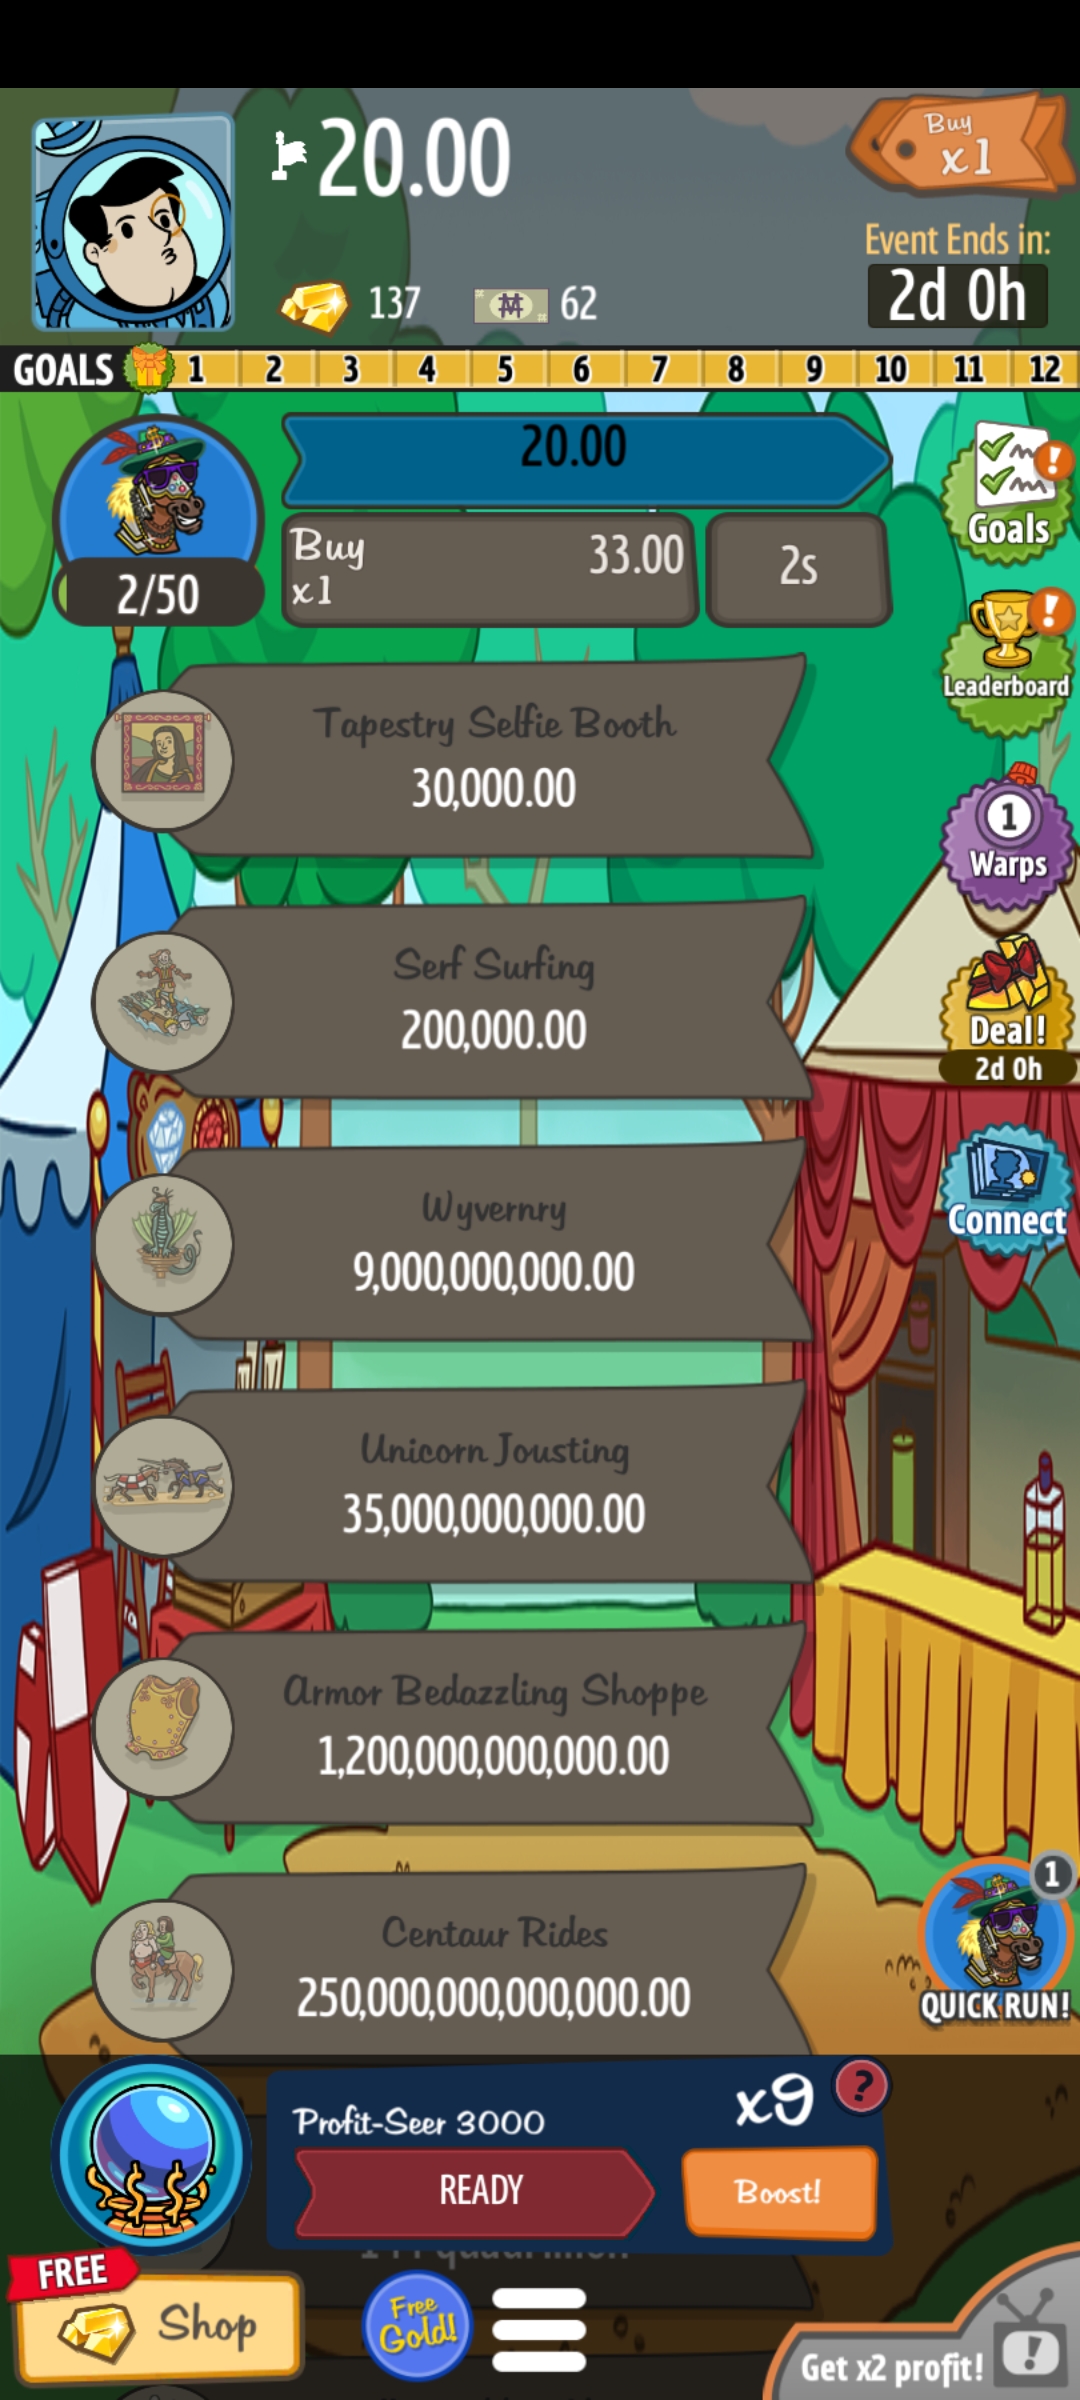 20.00
Buy
x1
137
62
Event Ends in:
2d 0h
GOALS 1 2 3 4 5 6 7 8 9 10 11 12
20.00
2/50
Buy
x1
33.00
2s
Goals
Leaderboard
Tapestry Selfie Booth
30,000.00
1
Warps
Serf Surfing
200,000.00
Deal!
2d 0h
Wyvernry
9,000,000,000.00
Connect
Unicorn Jousting
35,000,000,000.00
Armor Bedazzling Shoppe
1,200,000,000,000.00
Centaur Rides
250,000,000,000,000.00
1
QUICK RUN!
Profit-Seer 3000
x9
?
READY
Boost!
FREE
Shop
Free
Gold!
Get x2 profit!